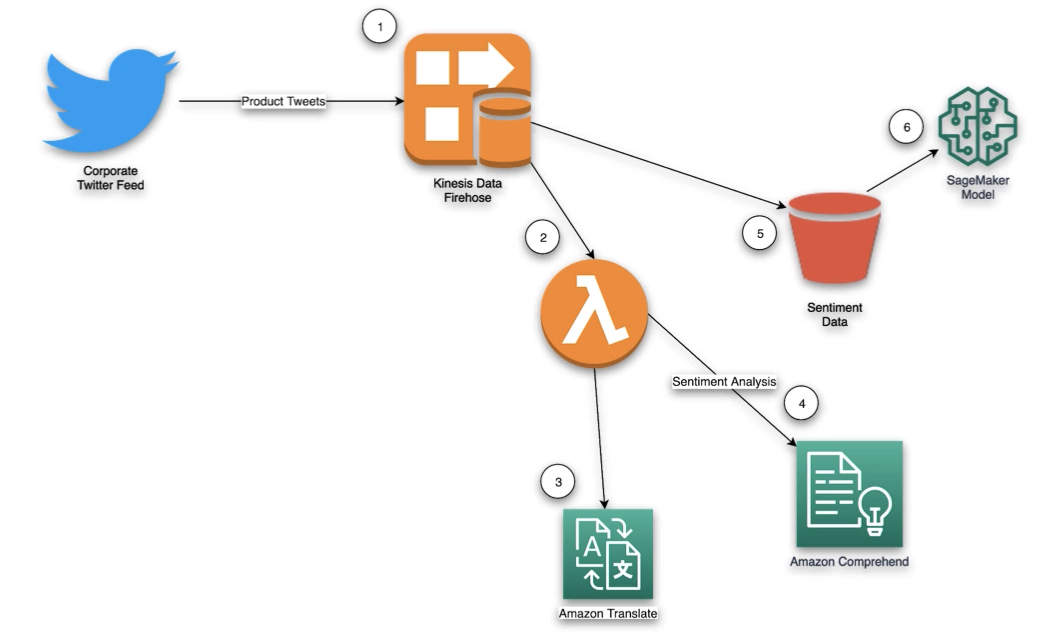 1
Product Tweets
Corporate
Twitter Feed
Kinesis Data
Firehose
6
SageMaker
Model
2
5
Sentiment
Data
Sentiment Analysis
4
3
A
文
Amazon Comprehend
Amazon Translate